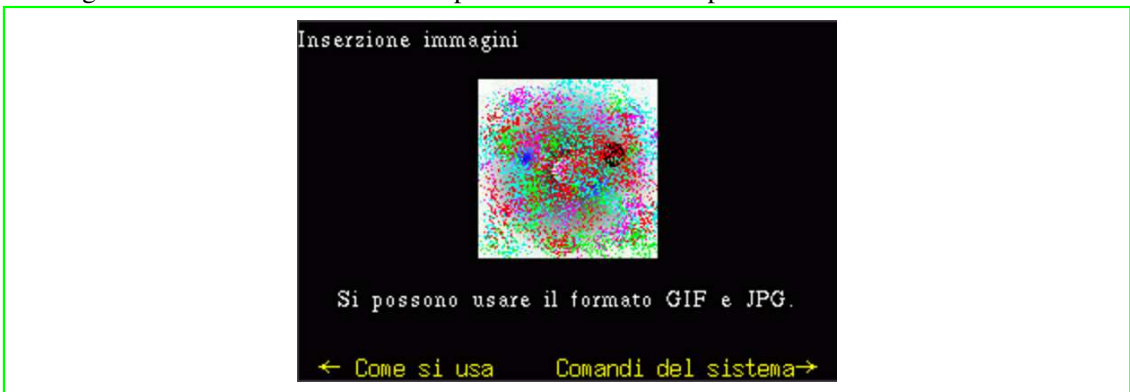 Inserzione immagini
Si possono usare il formato GIF e JPG.
← Come si usa Comandi del sistema→